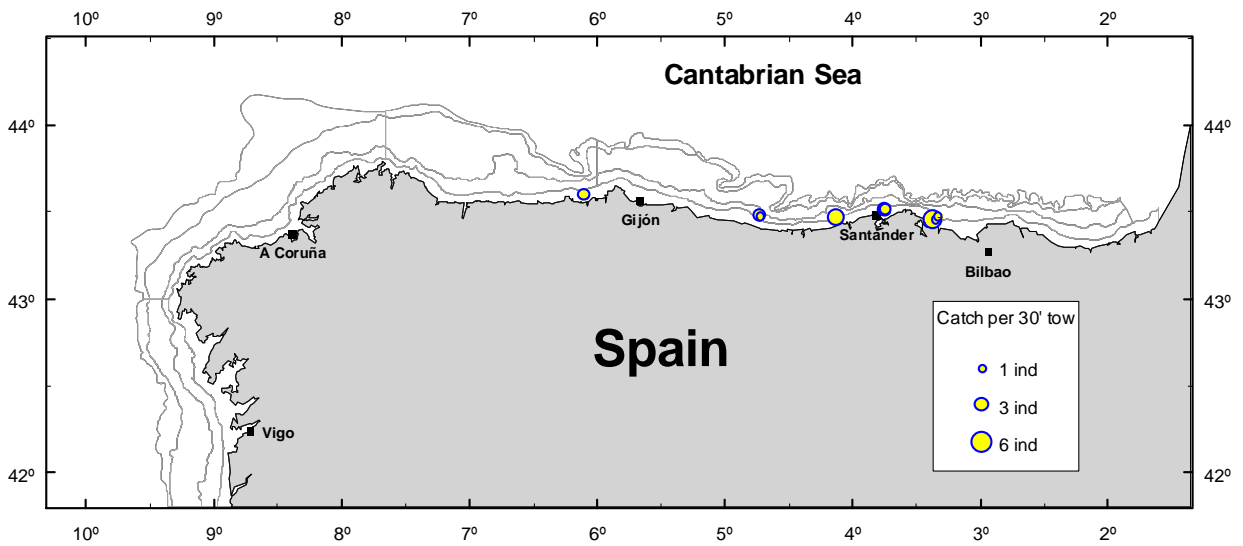 10º 9º 8º 7º 6º 5º 4º 3º 2º
Cantabrian Sea
44º 44º
Gijón
Santander
A Coruña
Bilbao
43º 43º
Catch per 30' tow
Spain
1 ind
3 ind
Vigo
6 ind
42º 42º
10º 9º 8º 7º 6º 5º 4º 3º 2º